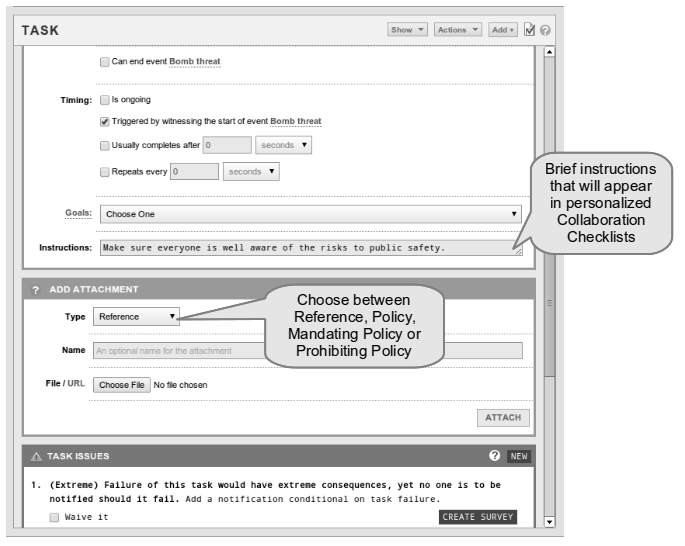 TASK
Show ▼ Actions ▼ Add +
Can end event Bomb threat
Timing: Is ongoing
Triggered by witnessing the start of event Bomb threat
Usually completes after 0 seconds ▼
Repeats every 0 seconds ▼
Goals: Choose One
Instructions: Make sure everyone is well aware of the risks to public safety.
Brief instructions
that will appear
in personalized
Collaboration
Checklists
? ADD ATTACHMENT
Type Reference
Choose between
Reference, Policy,
Mandating Policy or
Prohibiting Policy
Name An optional name for the attachment
File / URL Choose File No file chosen
ATTACH
TASK ISSUES ? NEW
1. (Extreme) Failure of this task would have extreme consequences, yet no one is to be
notified should it fail. Add a notification conditional on task failure.
Waive it CREATE SURVEY